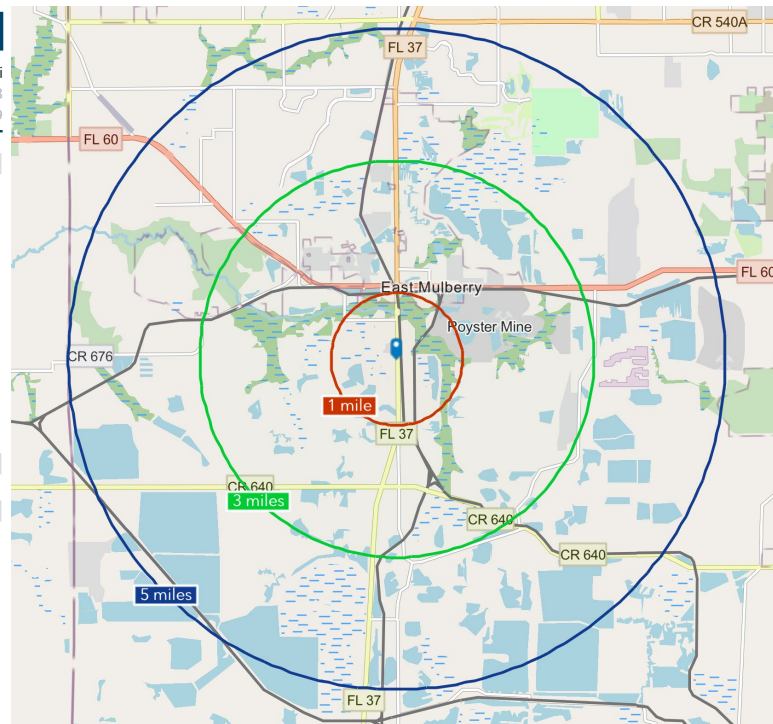 CR 540A
FL 37
FL 60
FL 60
East Mulberry
Royster Mine
CR 676
1 mile
FL 37
CR 640
3 miles
CR 640
CR 640
5 miles
FL 37